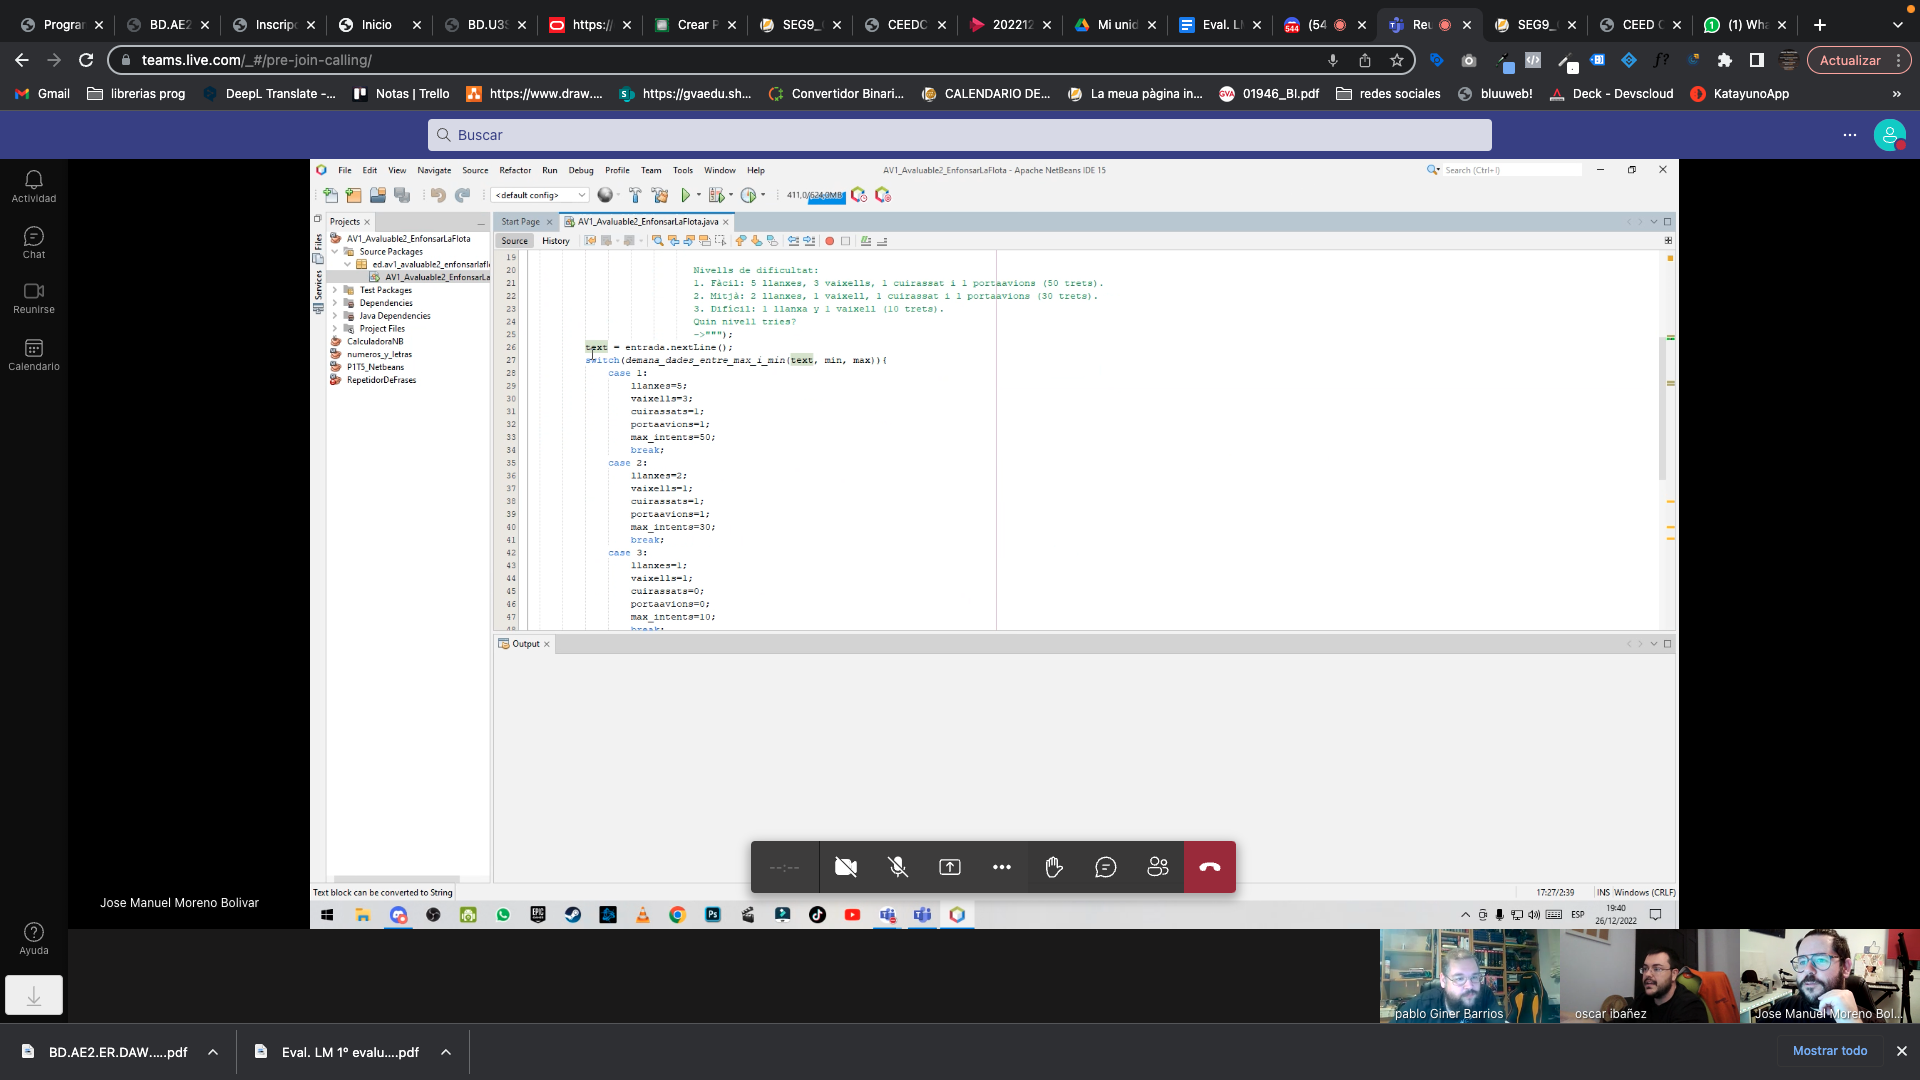 Progra
BD.AE2
Inscrip
Inicio
BD.U3S
https:/
Crear P
SEG9_
CEEDC
202212
Mi unid
Eval. LM
(54
Reu
SEG9_
CEED C
(1) Wha
teams.live.com/_#/pre-join-calling/
Actualizar
Gmail
librerias prog
DeepL Translate -...
Notas | Trello
https://www.draw....
https://gvaedu.sh...
Convertidor Binari...
CALENDARIO DE...
La meua pàgina in...
01946_BI.pdf
redes sociales
bluuweb!
Deck - Devscloud
KatayunoApp
»
Buscar
Actividad
Chat
Reunirse
Calendario
Ayuda
File Edit View Navigate Source Refactor Run Debug Profile Team Tools Window Help
AV1_Avaluable2_EnfonsarLaFlota - Apache NetBeans IDE 15
Search (Ctrl+I)
<default config>
411,0/624,0MB
Projects
Files
Services
AV1_Avaluable2_EnfonsarLaFlota
Source Packages
ed.av1_avaluable2_enfonsarlafl
AV1_Avaluable2_EnfonsarLa
Test Packages
Dependencies
Java Dependencies
Project Files
CalculadoraNB
numeros_y_letras
P1T5_Netbeans
RepetidorDeFrases
Start Page
AV1_Avaluable2_EnfonsarLaFlota.java
Source
History
19
20 Nivells de dificultat:
21 1. Fàcil: 5 llanxes, 3 vaixells, 1 cuirassat i 1 portaavions (50 trets).
22 2. Mitjà: 2 llanxes, 1 vaixell, 1 cuirassat i 1 portaavions (30 trets).
23 3. Difícil: 1 llanxa y 1 vaixell (10 trets).
24 Quin nivell tries?
25 ->""");
26 text = entrada.nextLine();
27 switch(demana_dades_entre_max_i_min(text, min, max)){
28 case 1:
29 llanxes=5;
30 vaixells=3;
31 cuirassats=1;
32 portaavions=1;
33 max_intents=50;
34 break;
35 case 2:
36 llanxes=2;
37 vaixells=1;
38 cuirassats=1;
39 portaavions=1;
40 max_intents=30;
41 break;
42 case 3:
43 llanxes=1;
44 vaixells=1;
45 cuirassats=0;
46 portaavions=0;
47 max_intents=10;
48 break;
Output
--:--
Text block can be converted to String
17:27/2:39
INS Windows (CRLF)
Jose Manuel Moreno Bolivar
ESP
19:40
26/12/2022
pablo Giner Barrios
oscar ibañez
Jose Manuel Moreno Bol...
BD.AE2.ER.DAW.....pdf
Eval. LM 1º evalu....pdf
Mostrar todo